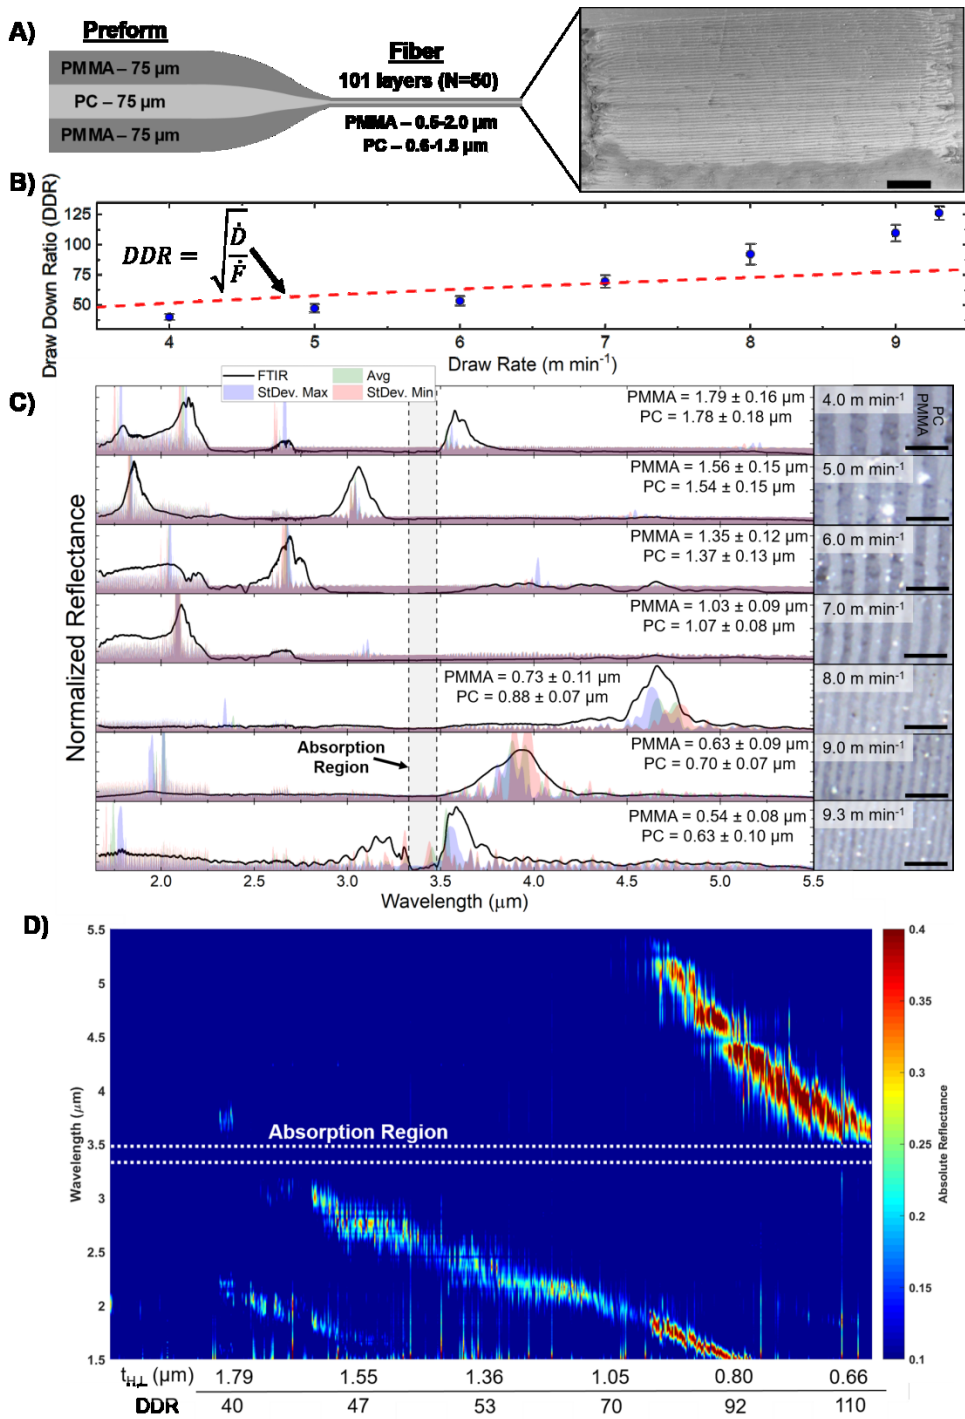 A)
Preform
PMMA – 75 µm
PC – 75 µm
PMMA – 75 µm
Fiber
101 layers (N=50)
PMMA – 0.5-2.0 µm
PC – 0.6-1.8 µm
B)
Draw Down Ratio (DDR)
125
100
75
50
DDR = √(Ḋ/Ḟ)
4
5
6
7
8
9
Draw Rate (m min⁻¹)
C)
FTIR
Avg
StDev. Max
StDev. Min
Normalized Reflectance
PMMA = 1.79 ± 0.16 µm
PC = 1.78 ± 0.18 µm
4.0 m min⁻¹
PC
PMMA
PMMA = 1.56 ± 0.15 µm
PC = 1.54 ± 0.15 µm
5.0 m min⁻¹
PMMA = 1.35 ± 0.12 µm
PC = 1.37 ± 0.13 µm
6.0 m min⁻¹
PMMA = 1.03 ± 0.09 µm
PC = 1.07 ± 0.08 µm
7.0 m min⁻¹
PMMA = 0.73 ± 0.11 µm
PC = 0.88 ± 0.07 µm
8.0 m min⁻¹
Absorption
Region
PMMA = 0.63 ± 0.09 µm
PC = 0.70 ± 0.07 µm
9.0 m min⁻¹
PMMA = 0.54 ± 0.08 µm
PC = 0.63 ± 0.10 µm
9.3 m min⁻¹
2.0
2.5
3.0
3.5
4.0
4.5
5.0
5.5
Wavelength (µm)
D)
Wavelength (µm)
5.5
5
4.5
4
3.5
3
2.5
2
1.5
Absorption Region
0.4
0.35
0.3
0.25
0.2
0.15
0.1
Absolute Reflectance
t_H,⊥ (µm) 1.79 1.55 1.36 1.05 0.80 0.66
DDR 40 47 53 70 92 110